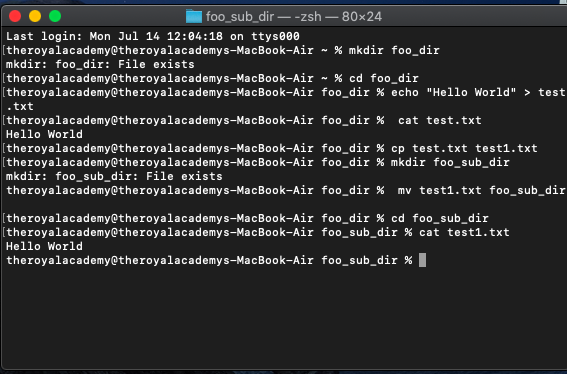 foo_sub_dir — -zsh — 80×24
Last login: Mon Jul 14 12:04:18 on ttys000
[theroyalacademy@theroyalacademys-MacBook-Air ~ % mkdir foo_dir
mkdir: foo_dir: File exists
[theroyalacademy@theroyalacademys-MacBook-Air ~ % cd foo_dir
[theroyalacademy@theroyalacademys-MacBook-Air foo_dir % echo "Hello World" > test
.txt
[theroyalacademy@theroyalacademys-MacBook-Air foo_dir %  cat test.txt
Hello World
[theroyalacademy@theroyalacademys-MacBook-Air foo_dir % cp test.txt test1.txt
[theroyalacademy@theroyalacademys-MacBook-Air foo_dir % mkdir foo_sub_dir
mkdir: foo_sub_dir: File exists
theroyalacademy@theroyalacademys-MacBook-Air foo_dir %  mv test1.txt foo_sub_dir
[theroyalacademy@theroyalacademys-MacBook-Air foo_dir % cd foo_sub_dir
[theroyalacademy@theroyalacademys-MacBook-Air foo_sub_dir % cat test1.txt
Hello World
theroyalacademy@theroyalacademys-MacBook-Air foo_sub_dir %